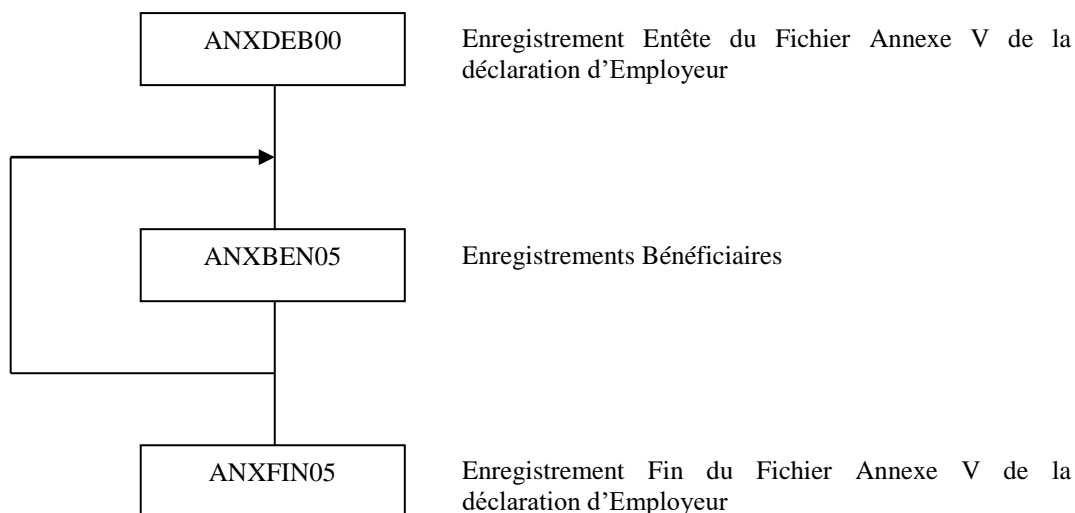 ANXDEB00
Enregistrement Entête du Fichier Annexe V de la
déclaration d'Employeur
ANXBEN05
Enregistrements Bénéficiaires
ANXFIN05
Enregistrement Fin du Fichier Annexe V de la
déclaration d'Employeur